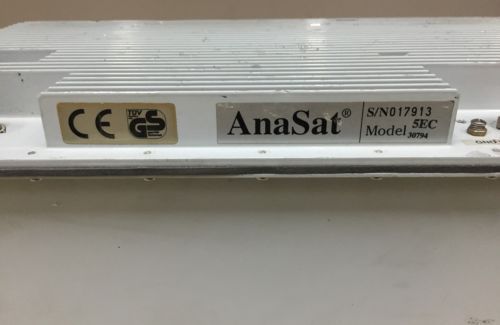 CE
TÜV
GS
AnaSat®
S/N017913
Model 5EC
30794